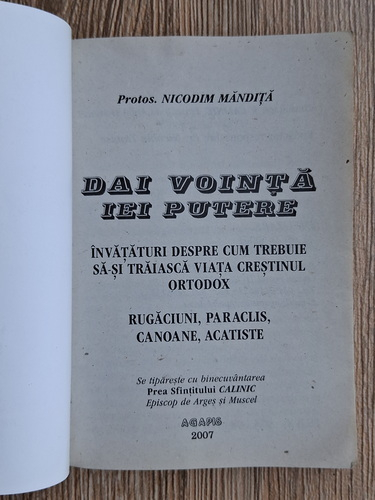 Protos. NICODIM MĂNDIȚĂ
DAI VOINȚĂ
IEI PUTERE
ÎNVĂȚĂTURI DESPRE CUM TREBUIE
SĂ-ȘI TRĂIASCĂ VIAȚA CREȘTINUL
ORTODOX
RUGĂCIUNI, PARACLIS,
CANOANE, ACATISTE
Se tipărește cu binecuvântarea
Prea Sfințitului CALINIC
Episcop de Argeș și Muscel
AGAPIS
2007